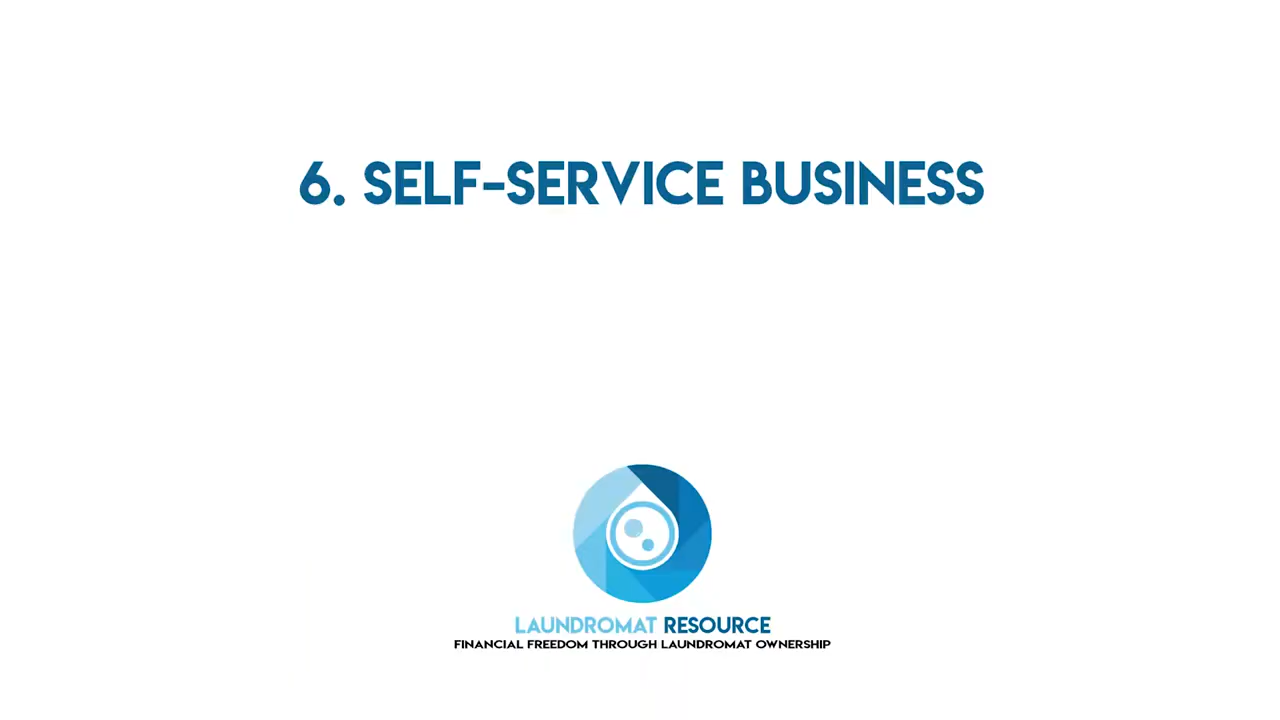 6. SELF-SERVICE BUSINESS
LAUNDROMAT RESOURCE
FINANCIAL FREEDOM THROUGH LAUNDROMAT OWNERSHIP